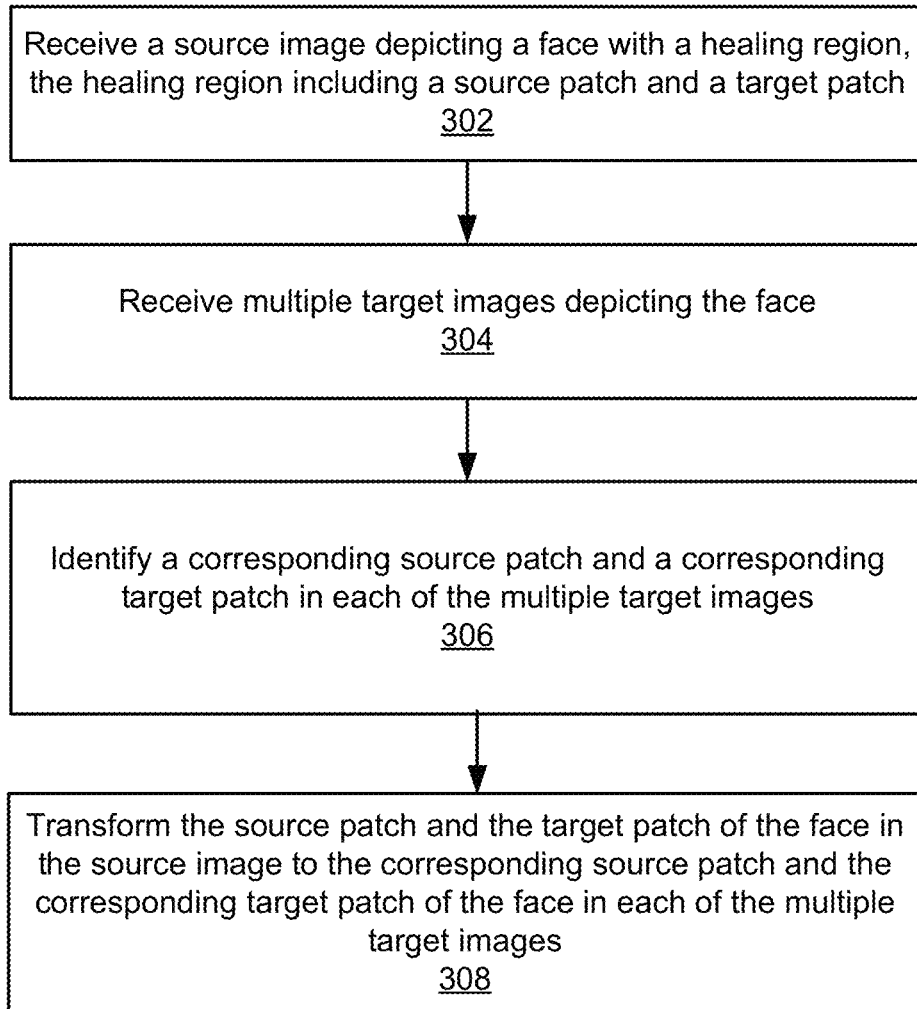 Receive a source image depicting a face with a healing region,
the healing region including a source patch and a target patch
302
Receive multiple target images depicting the face
304
Identify a corresponding source patch and a corresponding
target patch in each of the multiple target images
306
Transform the source patch and the target patch of the face in
the source image to the corresponding source patch and the
corresponding target patch of the face in each of the multiple
target images
308